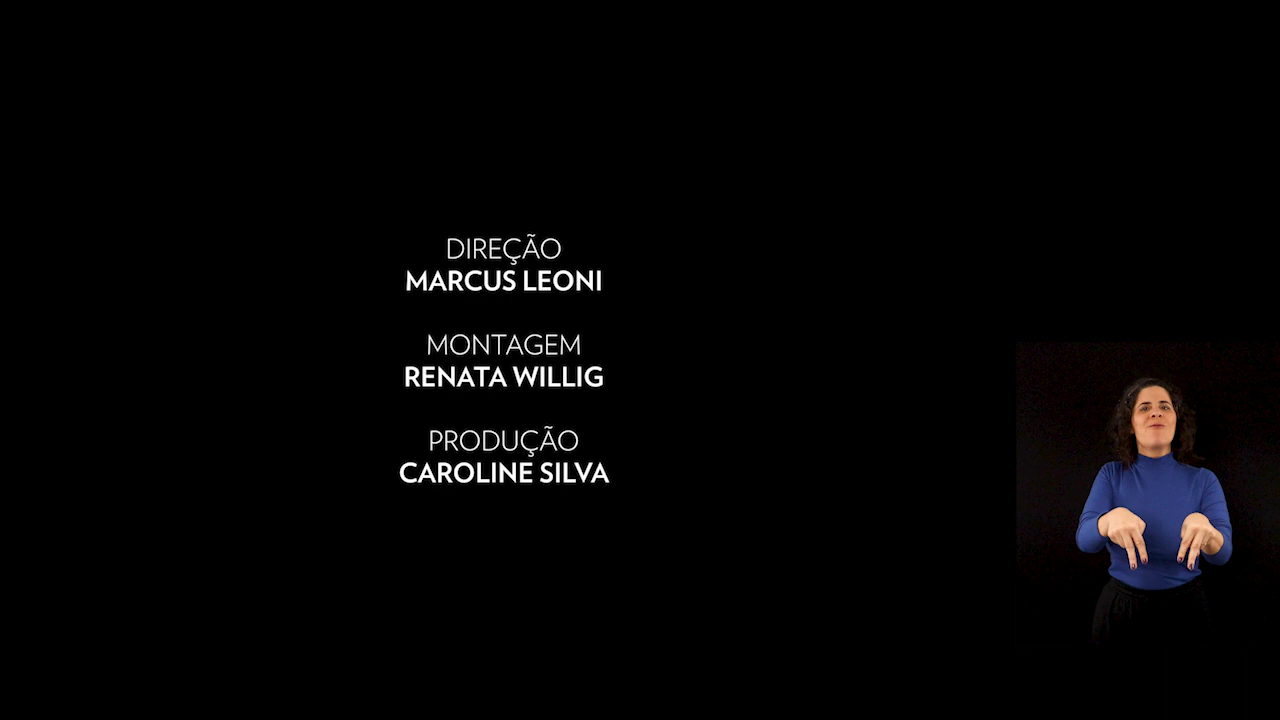 DIREÇÃO
MARCUS LEONI
MONTAGEM
RENATA WILLIG
PRODUÇÃO
CAROLINE SILVA